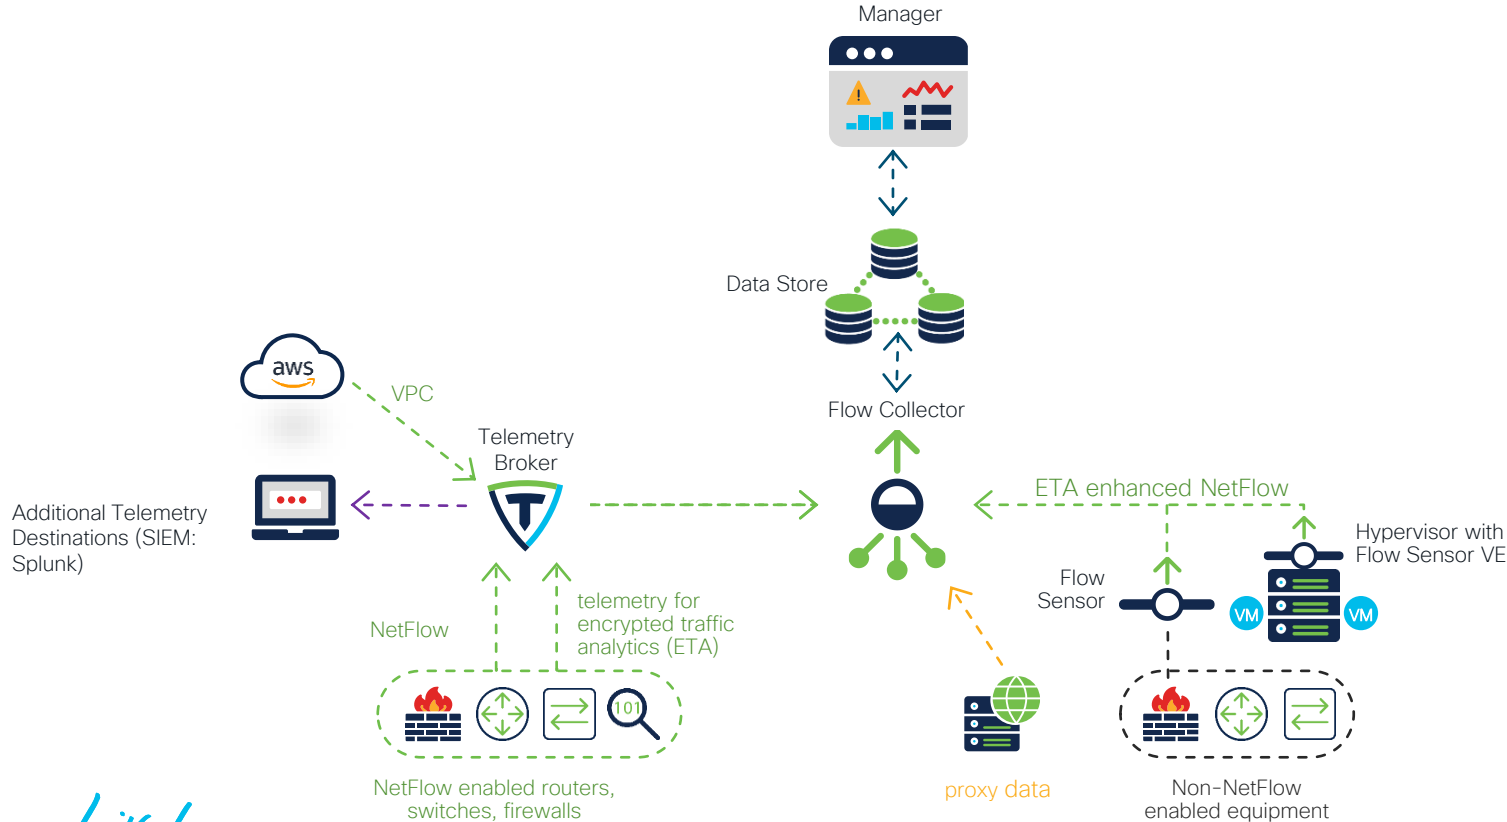 Manager
Data Store
aws
VPC
Flow Collector
Telemetry
Broker
ETA enhanced NetFlow
Additional Telemetry
Destinations (SIEM:
Splunk)
Hypervisor with
Flow Sensor VE
Flow
Sensor
VM
VM
NetFlow
telemetry for
encrypted traffic
analytics (ETA)
101
NetFlow enabled routers,
switches, firewalls
proxy data
Non-NetFlow
enabled equipment